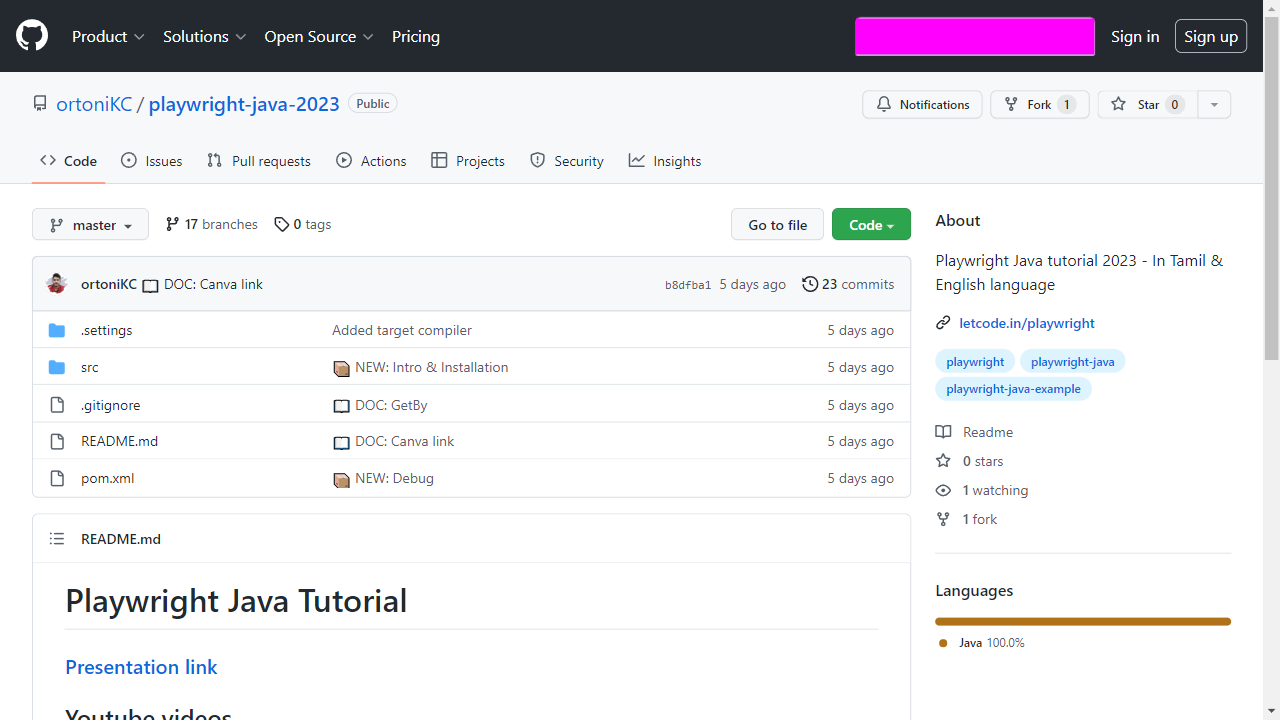 Product Solutions Open Source Pricing Sign in Sign up
ortoniKC / playwright-java-2023 Public Notifications Fork 1 Star 0
Code Issues Pull requests Actions Projects Security Insights
master 17 branches 0 tags Go to file Code
ortoniKC DOC: Canva link b8dfba1 5 days ago 23 commits
.settings Added target compiler 5 days ago
src NEW: Intro & Installation 5 days ago
.gitignore DOC: GetBy 5 days ago
README.md DOC: Canva link 5 days ago
pom.xml NEW: Debug 5 days ago
README.md
Playwright Java Tutorial
Presentation link
Youtube videos
About
Playwright Java tutorial 2023 - In Tamil &
English language
letcode.in/playwright
playwright playwright-java
playwright-java-example
Readme
0 stars
1 watching
1 fork
Languages
Java 100.0%